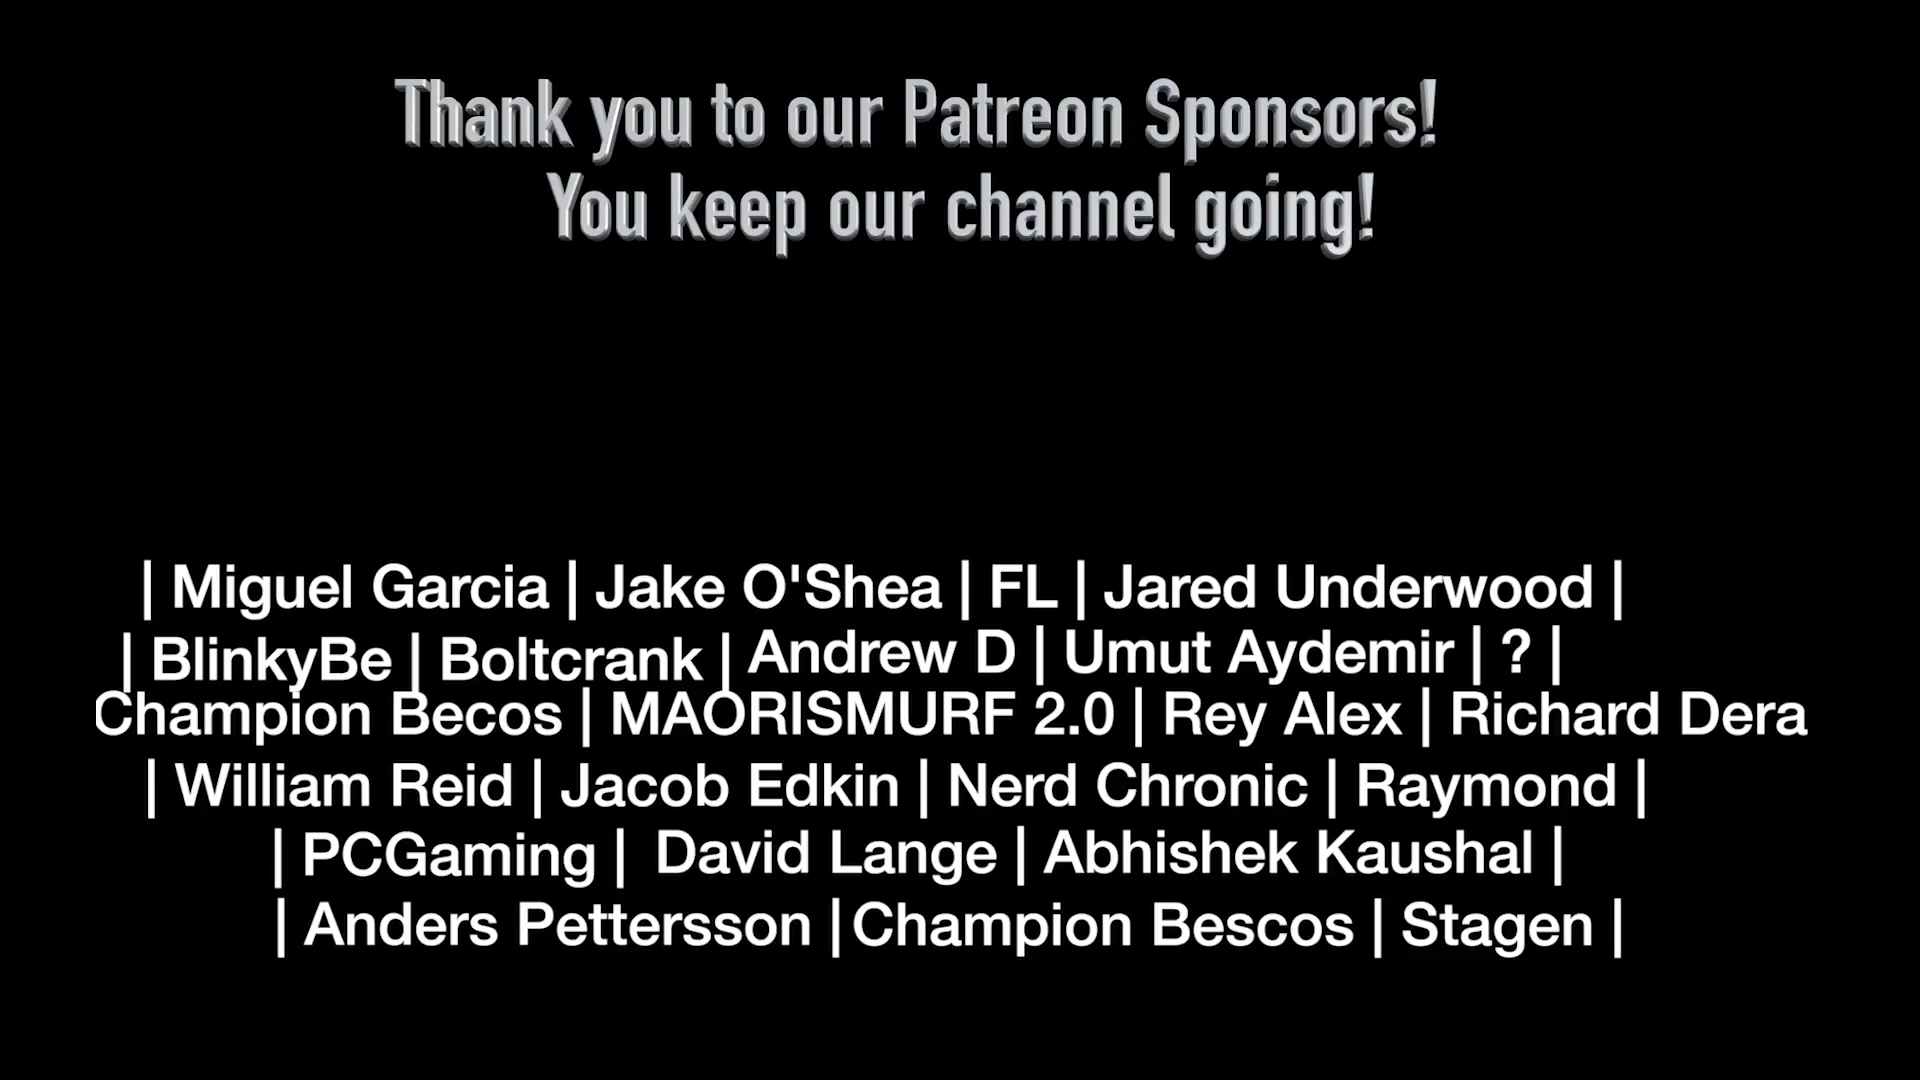 Thank you to our Patreon Sponsors!
You keep our channel going!
| Miguel Garcia | Jake O'Shea | FL | Jared Underwood |
| BlinkyBe | Boltcrank | Andrew D | Umut Aydemir | ? |
Champion Becos | MAORISMURF 2.0 | Rey Alex | Richard Dera
| William Reid | Jacob Edkin | Nerd Chronic | Raymond |
| PCGaming | David Lange | Abhishek Kaushal |
| Anders Pettersson | Champion Bescos | Stagen |